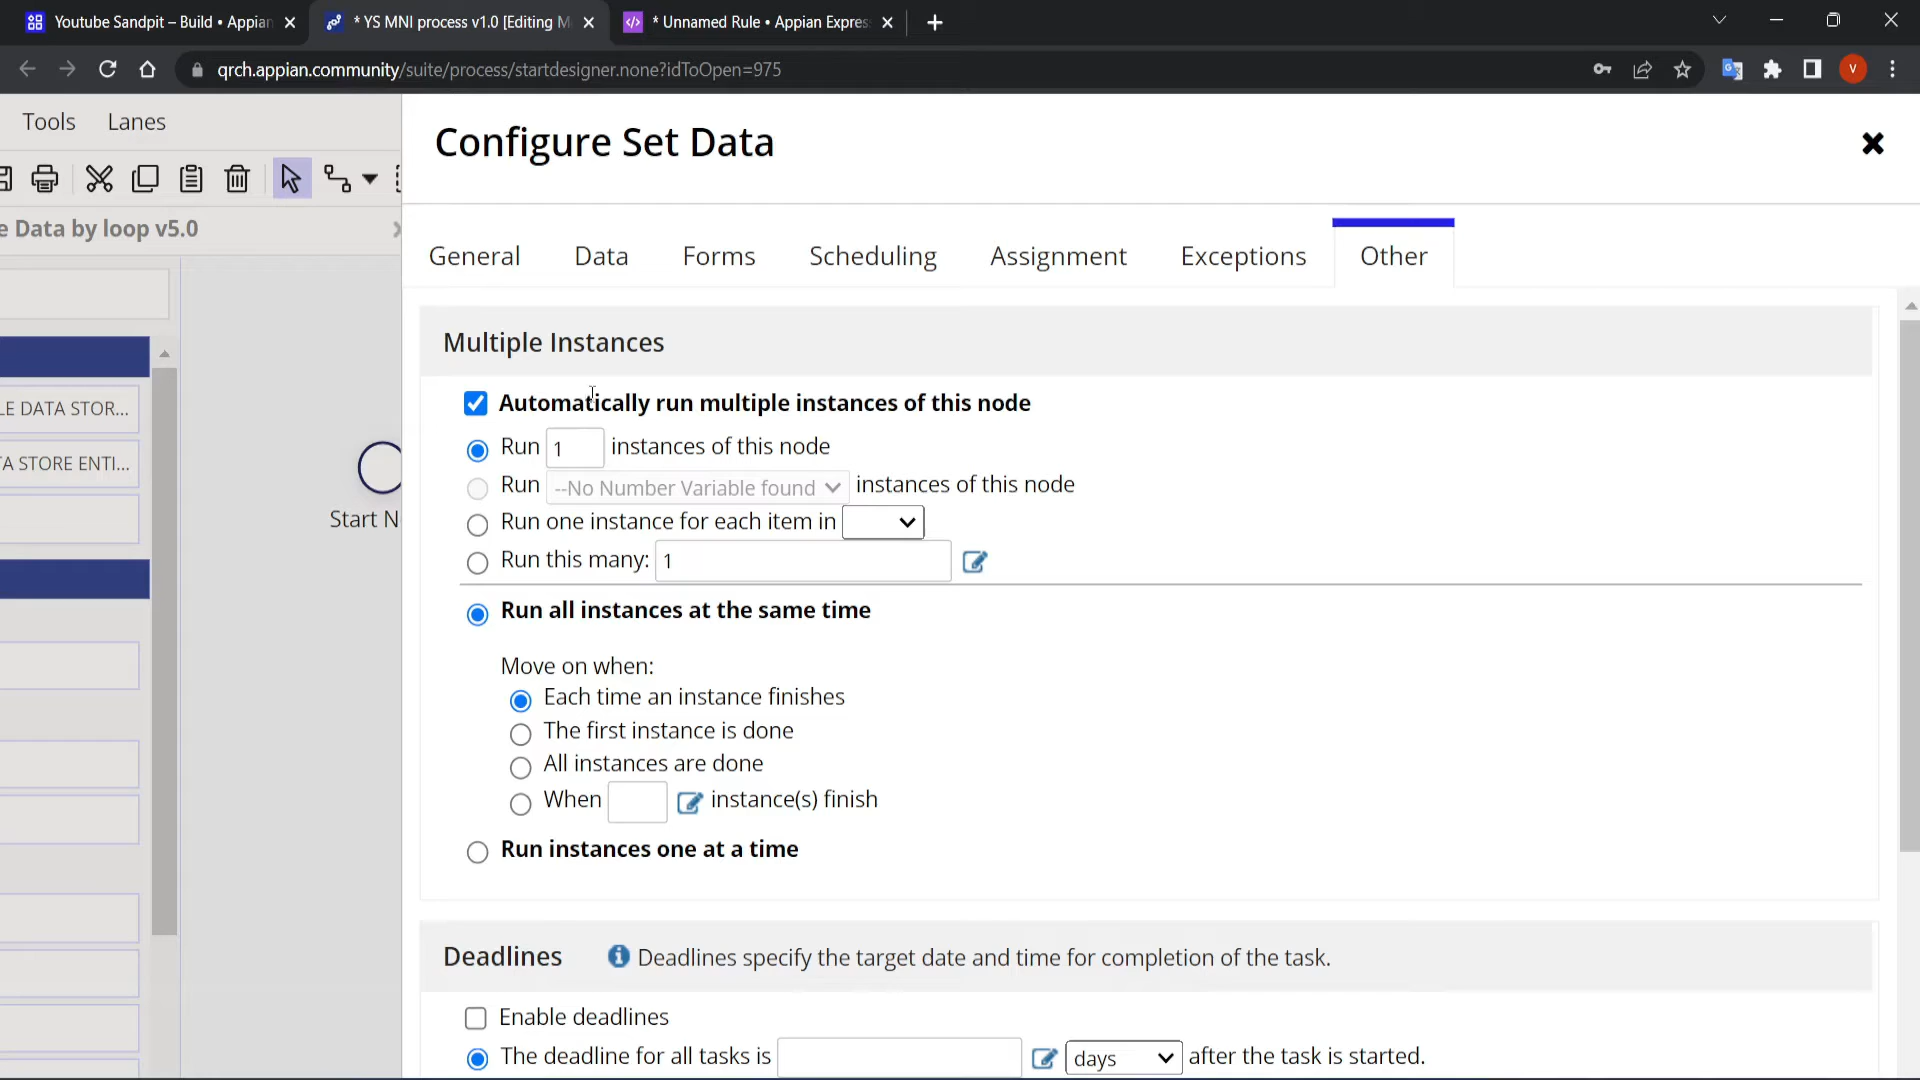 Youtube Sandpit – Build • Appian
* YS MNI process v1.0 [Editing M
* Unnamed Rule • Appian Expres
qrch.appian.community/suite/process/startdesigner.none?idToOpen=975
V
Tools Lanes
Configure Set Data
e Data by loop v5.0
General Data Forms Scheduling Assignment Exceptions Other
Multiple Instances
Automatically run multiple instances of this node
LE DATA STOR...
Run 1 instances of this node
TA STORE ENTI...
Run --No Number Variable found instances of this node
Start N
Run one instance for each item in
Run this many: 1
Run all instances at the same time
Move on when:
Each time an instance finishes
The first instance is done
All instances are done
When instance(s) finish
Run instances one at a time
Deadlines Deadlines specify the target date and time for completion of the task.
Enable deadlines
The deadline for all tasks is days after the task is started.